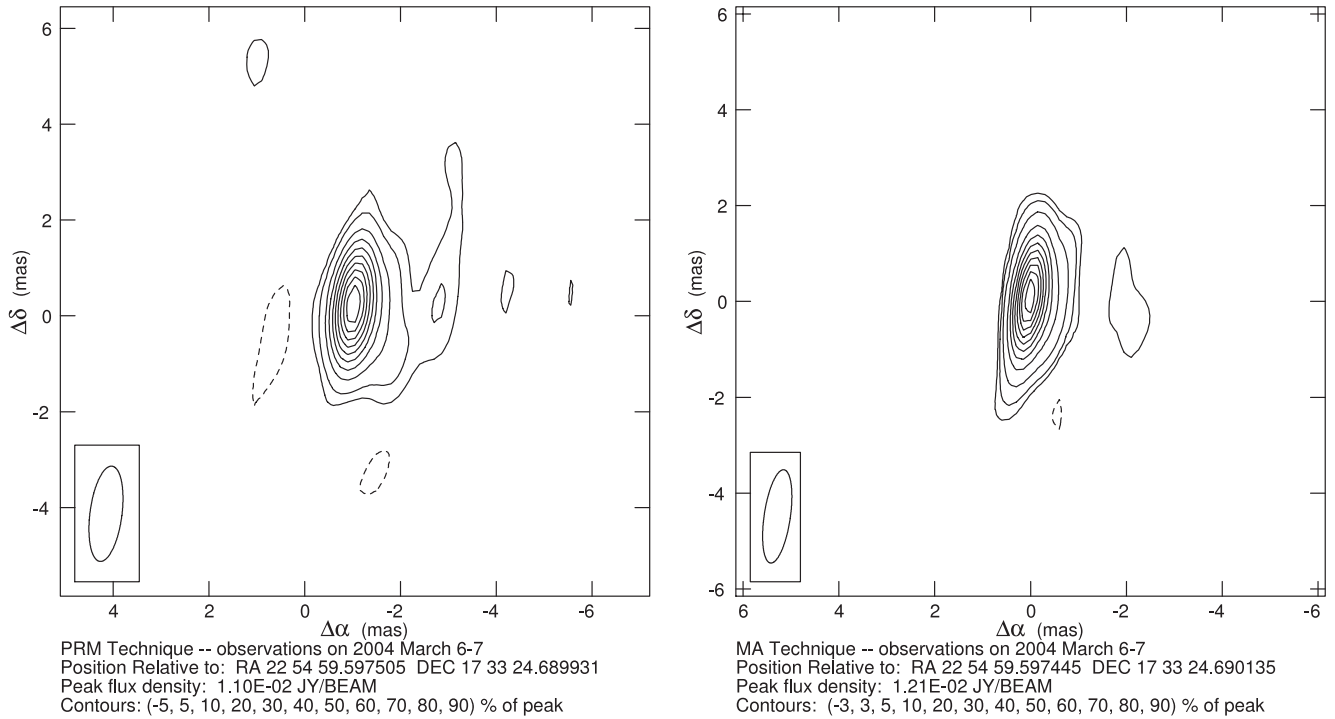 6
4
2
0
-2
-4
Δδ (mas)
4 2 0 -2 -4 -6
Δα (mas)
PRM Technique -- observations on 2004 March 6-7
Position Relative to: RA 22 54 59.597505 DEC 17 33 24.689931
Peak flux density: 1.10E-02 JY/BEAM
Contours: (-5, 5, 10, 20, 30, 40, 50, 60, 70, 80, 90) % of peak
6
4
2
0
-2
-4
-6
Δδ (mas)
6 4 2 0 -2 -4 -6
Δα (mas)
MA Technique -- observations on 2004 March 6-7
Position Relative to: RA 22 54 59.597445 DEC 17 33 24.690135
Peak flux density: 1.21E-02 JY/BEAM
Contours: (-3, 3, 5, 10, 20, 30, 40, 50, 60, 70, 80, 90) % of peak